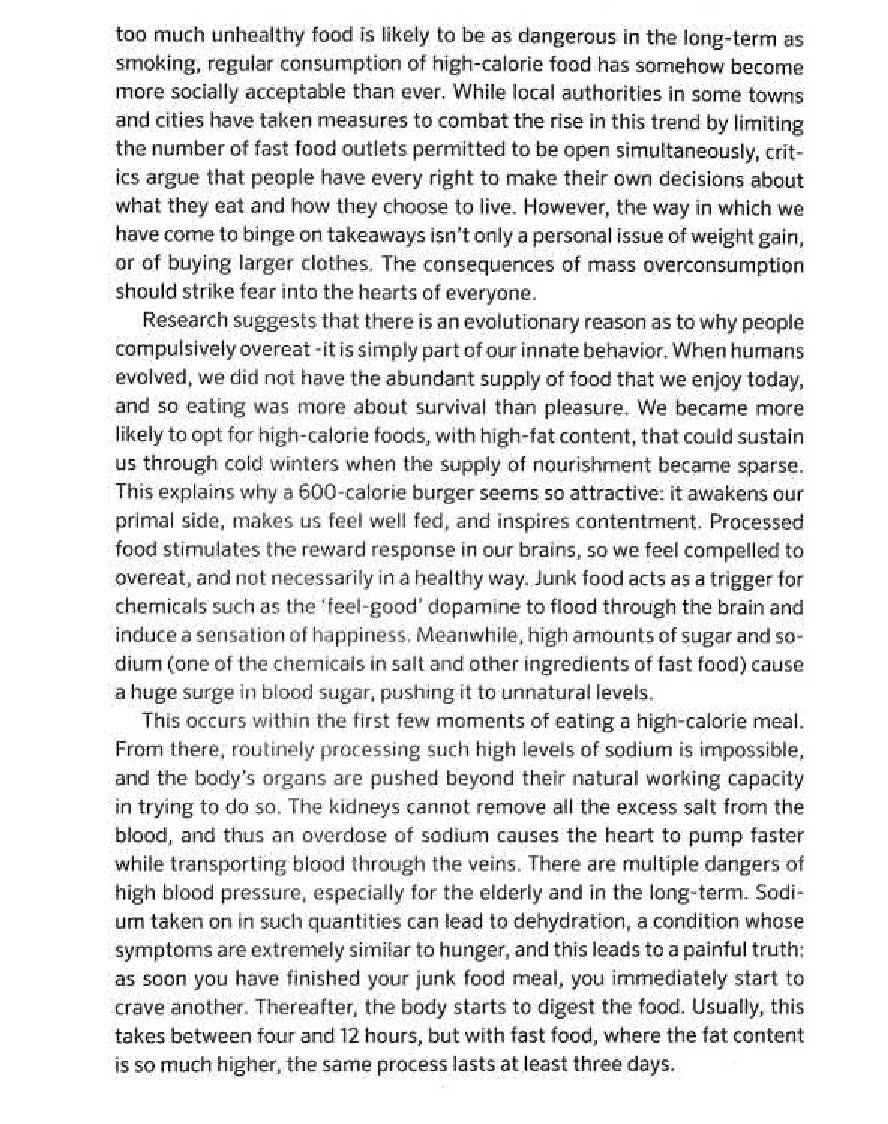 too much unhealthy food is likely to be as dangerous in the long-term as
smoking, regular consumption of high-calorie food has somehow become
more socially acceptable than ever. While local authorities in some towns
and cities have taken measures to combat the rise in this trend by limiting
the number of fast food outlets permitted to be open simultaneously, crit-
ics argue that people have every right to make their own decisions about
what they eat and how they choose to live. However, the way in which we
have come to binge on takeaways isn't only a personal issue of weight gain,
or of buying larger clothes. The consequences of mass overconsumption
should strike fear into the hearts of everyone.
Research suggests that there is an evolutionary reason as to why people
compulsively overeat -it is simply part of our innate behavior. When humans
evolved, we did not have the abundant supply of food that we enjoy today,
and so eating was more about survival than pleasure. We became more
likely to opt for high-calorie foods, with high-fat content, that could sustain
us through cold winters when the supply of nourishment became sparse.
This explains why a 600-calorie burger seems so attractive: it awakens our
primal side, makes us feel well fed, and inspires contentment. Processed
food stimulates the reward response in our brains, so we feel compelled to
overeat, and not necessarily in a healthy way. Junk food acts as a trigger for
chemicals such as the 'feel-good' dopamine to flood through the brain and
induce a sensation of happiness. Meanwhile, high amounts of sugar and so-
dium (one of the chemicals in salt and other ingredients of fast food) cause
a huge surge in blood sugar, pushing it to unnatural levels.
This occurs within the first few moments of eating a high-calorie meal.
From there, routinely processing such high levels of sodium is impossible,
and the body's organs are pushed beyond their natural working capacity
in trying to do so. The kidneys cannot remove all the excess salt from the
blood, and thus an overdose of sodium causes the heart to pump faster
while transporting blood through the veins. There are multiple dangers of
high blood pressure, especially for the elderly and in the long-term. Sodi-
um taken on in such quantities can lead to dehydration, a condition whose
symptoms are extremely similar to hunger, and this leads to a painful truth:
as soon you have finished your junk food meal, you immediately start to
crave another. Thereafter, the body starts to digest the food. Usually, this
takes between four and 12 hours, but with fast food, where the fat content
is so much higher, the same process lasts at least three days.